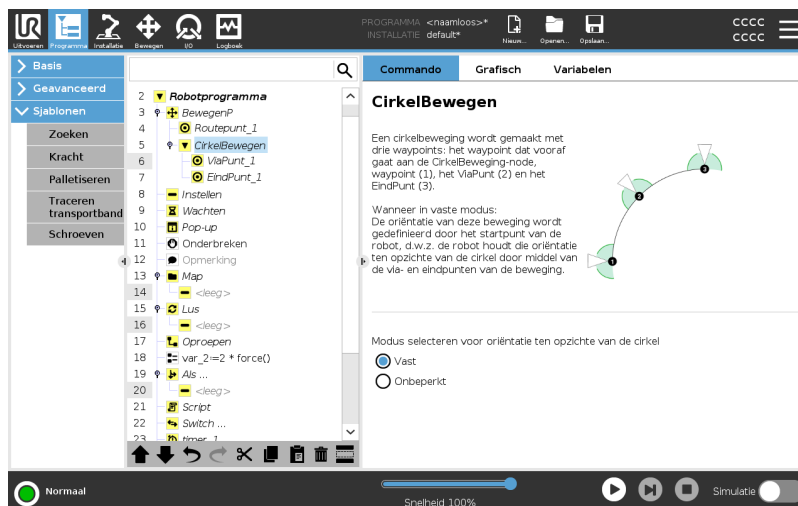 UR
Uitvoeren
Programma
Installatie
Bewegen
I/O
Logboek
PROGRAMMA <naamloos>*
INSTALLATIE default*
Nieuw...
Openen...
Opslaan...
CCCC
CCCC
Basis
Geavanceerd
Sjablonen
Zoeken
Kracht
Palletiseren
Traceren
transportband
Schroeven
2 Robotprogramma
3 BewegenP
4 Routepunt_1
5 CirkelBewegen
6 ViaPunt_1
7 EindPunt_1
8 Instellen
9 Wachten
10 Pop-up
11 Onderbreken
12 Opmerking
13 Map
14 <leeg>
15 Lus
16 <leeg>
17 Oproepen
18 var_2:=2 * force()
19 Als ...
20 <leeg>
21 Script
22 Switch ...
23 timer_1
Commando
Grafisch
Variabelen
CirkelBewegen
Een cirkelbeweging wordt gemaakt met
drie waypoints: het waypoint dat vooraf
gaat aan de CirkelBeweging-node,
waypoint (1), het ViaPunt (2) en het
EindPunt (3).
Wanneer in vaste modus:
De oriëntatie van deze beweging wordt
gedefinieerd door het startpunt van de
robot, d.w.z. de robot houdt die oriëntatie
ten opzichte van de cirkel door middel van
de via- en eindpunten van de beweging.
1
2
3
Modus selecteren voor oriëntatie ten opzichte van de cirkel
Vast
Onbeperkt
Normaal
Snelheid 100%
Simulatie